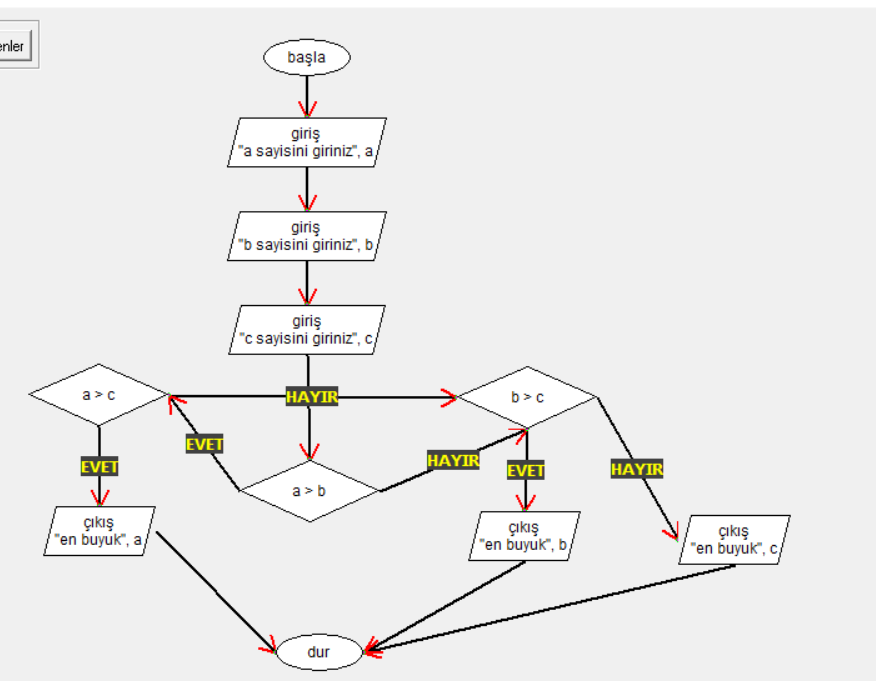 enler
başla
giriş
"a sayisini giriniz", a
giriş
"b sayisini giriniz", b
giriş
"c sayisini giriniz", c
a > c
HAYIR
b > c
EVET
HAYIR
EVET
a > b
EVET
HAYIR
çıkış
"en buyuk", a
çıkış
"en buyuk", b
çıkış
"en buyuk", c
dur